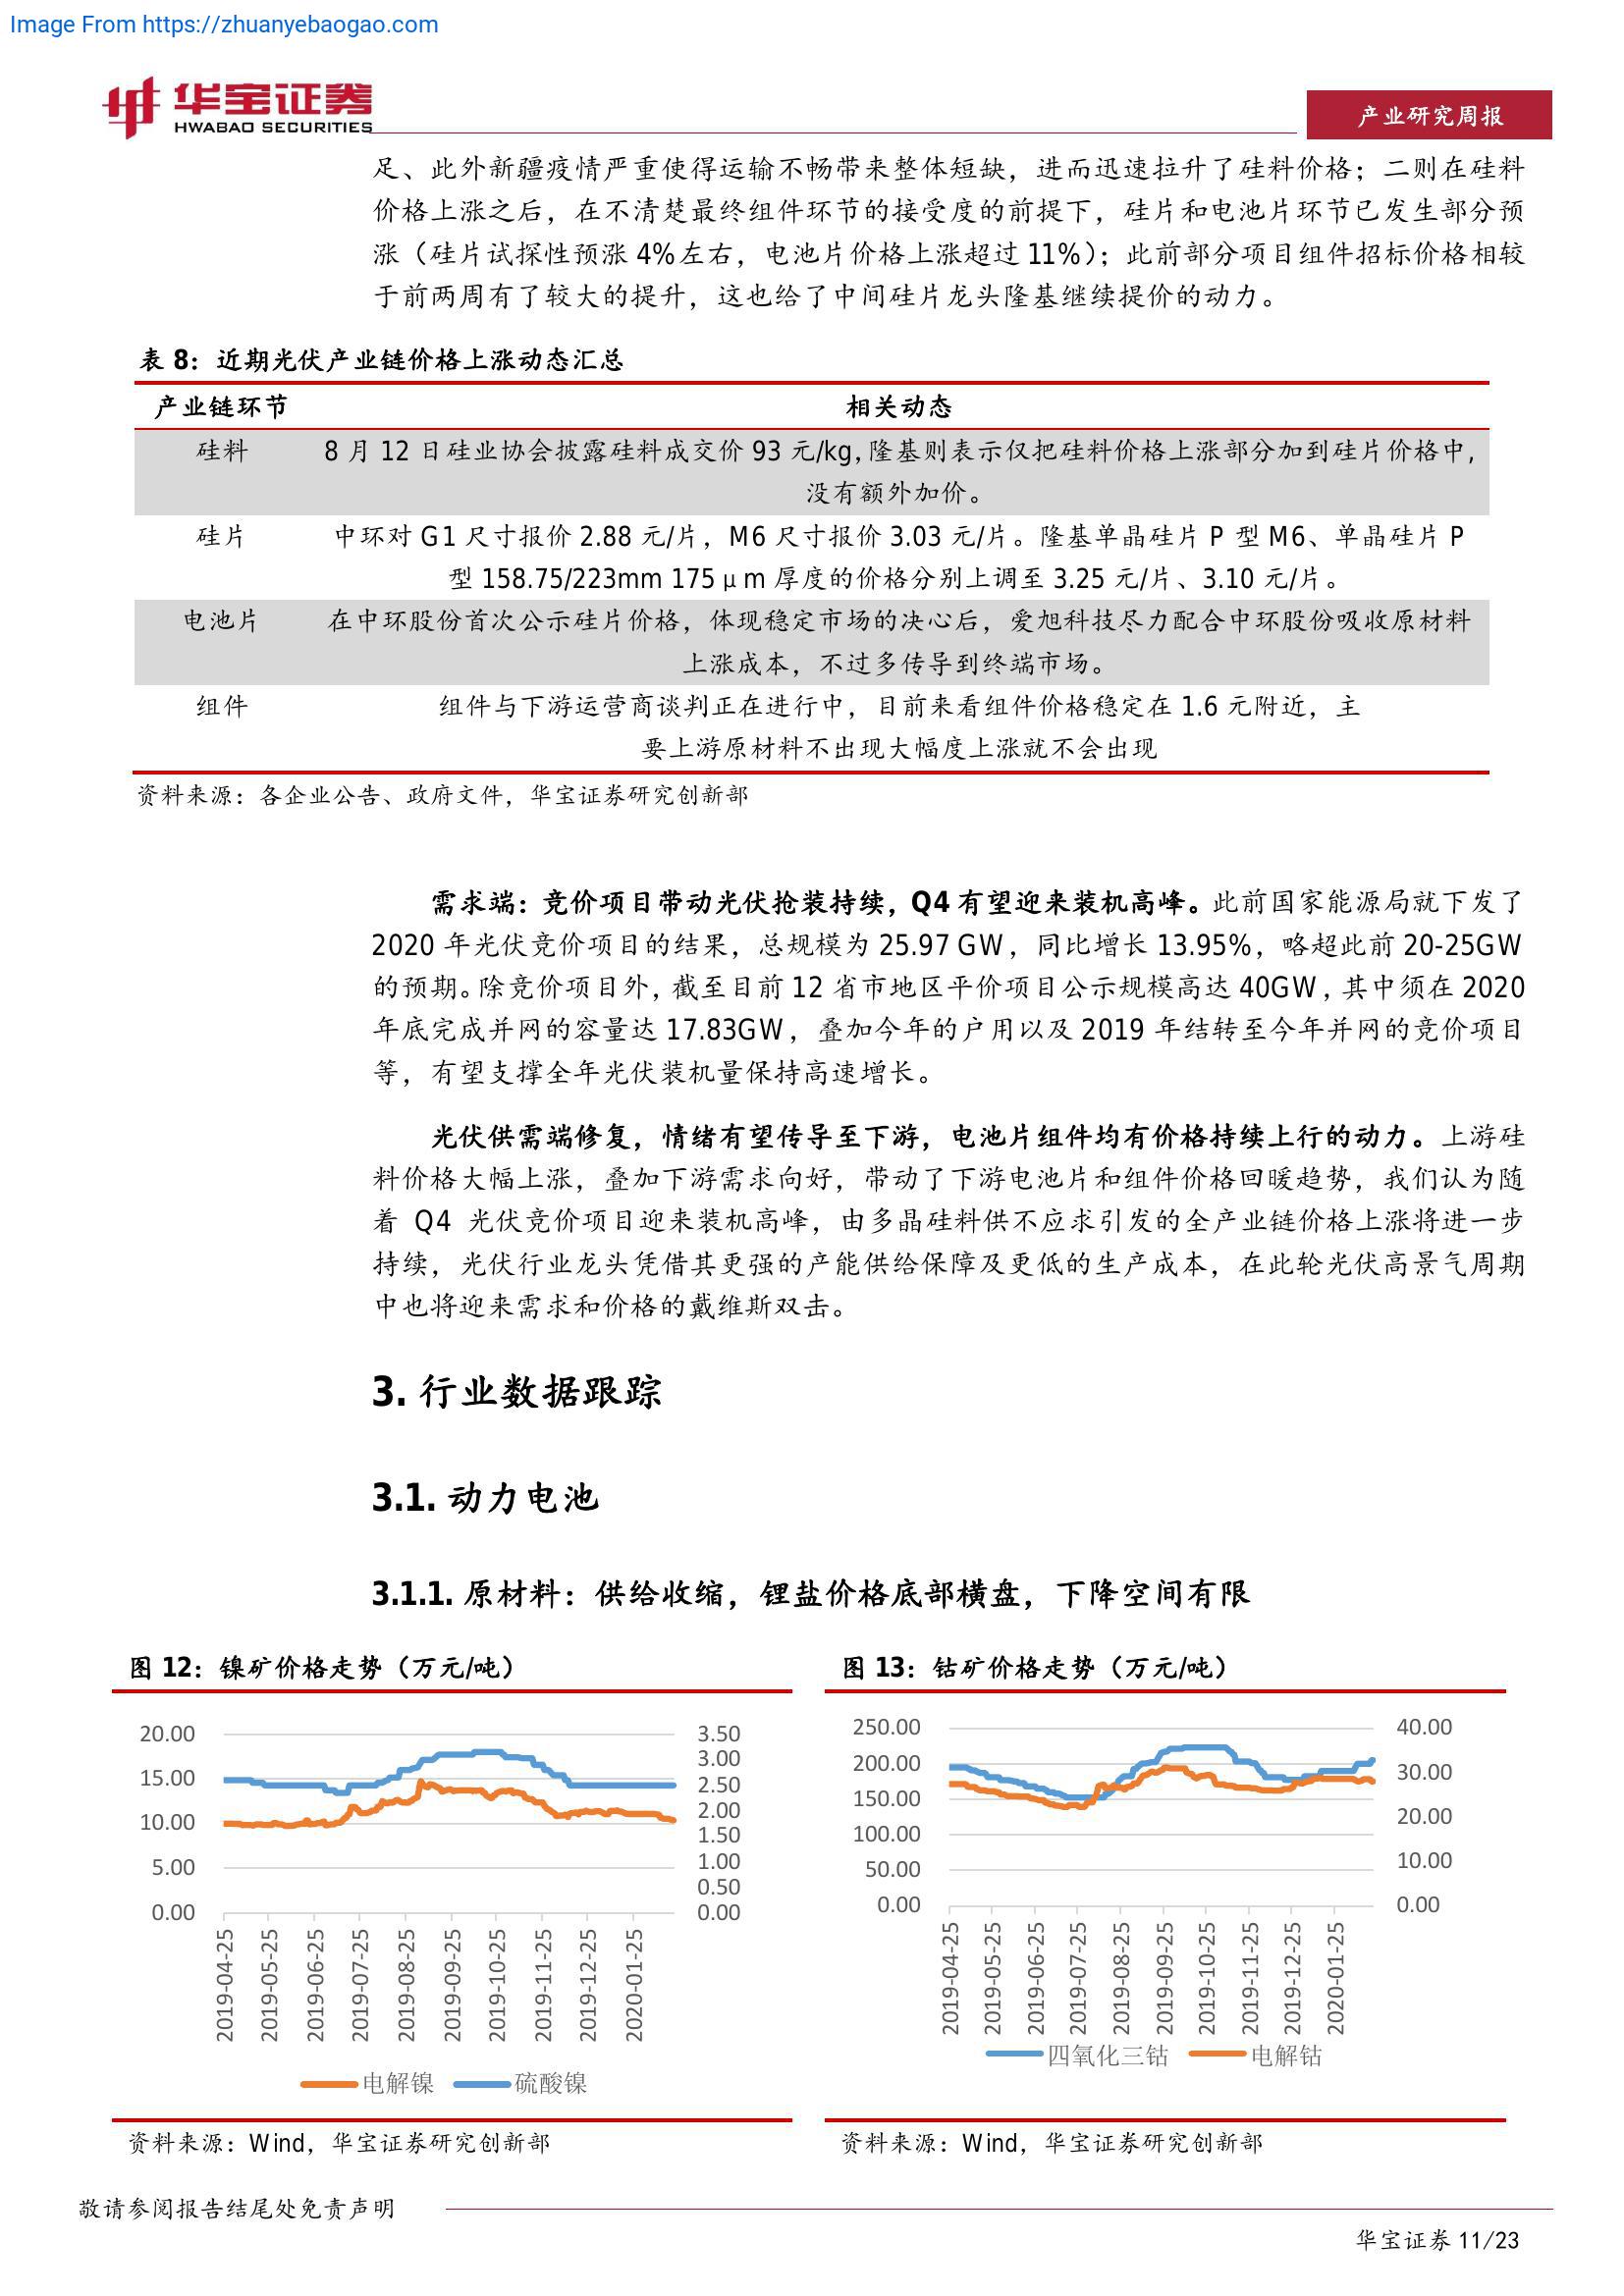 Image From https://zhuanyebaogao.com
华宝证券
HWABAO SECURITIES
产业研究周报
足、此外新疆疫情严重使得运输不畅带来整体短缺，进而迅速拉升了硅料价格；二则在硅料
价格上涨之后，在不清楚最终组件环节的接受度的前提下，硅片和电池片环节已发生部分预
涨（硅片试探性预涨 4%左右，电池片价格上涨超过 11%）；此前部分项目组件招标价格相较
于前两周有了较大的提升，这也给了中间硅片龙头隆基继续提价的动力。
表 8：近期光伏产业链价格上涨动态汇总
产业链环节 相关动态
硅料 8 月 12 日硅业协会披露硅料成交价 93 元/kg，隆基则表示仅把硅料价格上涨部分加到硅片价格中，
没有额外加价。
硅片 中环对 G1 尺寸报价 2.88 元/片，M6 尺寸报价 3.03 元/片。隆基单晶硅片 P 型 M6、单晶硅片 P
型 158.75/223mm 175μm 厚度的价格分别上调至 3.25 元/片、3.10 元/片。
电池片 在中环股份首次公示硅片价格，体现稳定市场的决心后，爱旭科技尽力配合中环股份吸收原材料
上涨成本，不过多传导到终端市场。
组件 组件与下游运营商谈判正在进行中，目前来看组件价格稳定在 1.6 元附近，主
要上游原材料不出现大幅度上涨就不会出现
资料来源：各企业公告、政府文件，华宝证券研究创新部
需求端：竞价项目带动光伏抢装持续，Q4 有望迎来装机高峰。此前国家能源局就下发了
2020 年光伏竞价项目的结果，总规模为 25.97 GW，同比增长 13.95%，略超此前 20-25GW
的预期。除竞价项目外，截至目前 12 省市地区平价项目公示规模高达 40GW，其中须在 2020
年底完成并网的容量达 17.83GW，叠加今年的户用以及 2019 年结转至今年并网的竞价项目
等，有望支撑全年光伏装机量保持高速增长。
光伏供需端修复，情绪有望传导至下游，电池片组件均有价格持续上行的动力。上游硅
料价格大幅上涨，叠加下游需求向好，带动了下游电池片和组件价格回暖趋势，我们认为随
着 Q4 光伏竞价项目迎来装机高峰，由多晶硅料供不应求引发的全产业链价格上涨将进一步
持续，光伏行业龙头凭借其更强的产能供给保障及更低的生产成本，在此轮光伏高景气周期
中也将迎来需求和价格的戴维斯双击。
3. 行业数据跟踪
3.1. 动力电池
3.1.1. 原材料：供给收缩，锂盐价格底部横盘，下降空间有限
图 12：镍矿价格走势（万元/吨）
20.00
15.00
10.00
5.00
0.00
3.50
3.00
2.50
2.00
1.50
1.00
0.50
0.00
2019-04-25
2019-05-25
2019-06-25
2019-07-25
2019-08-25
2019-09-25
2019-10-25
2019-11-25
2019-12-25
2020-01-25
电解镍 硫酸镍
资料来源：Wind，华宝证券研究创新部
图 13：钴矿价格走势（万元/吨）
250.00
200.00
150.00
100.00
50.00
0.00
40.00
30.00
20.00
10.00
0.00
2019-04-25
2019-05-25
2019-06-25
2019-07-25
2019-08-25
2019-09-25
2019-10-25
2019-11-25
2019-12-25
2020-01-25
四氧化三钴 电解钴
资料来源：Wind，华宝证券研究创新部
敬请参阅报告结尾处免责声明
华宝证券 11/23